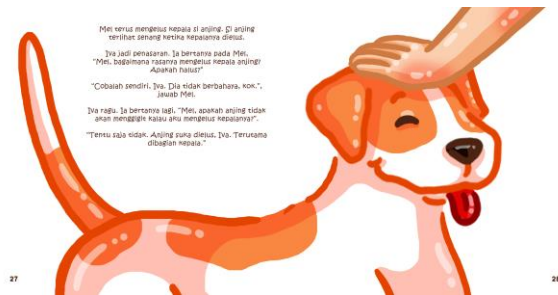 Mei terus mengelus kepala si anjing. Si anjing
terlihat senang ketika kepalanya dielus.
Iva jadi penasaran. Ia bertanya pada Mei,
"Mei, bagaimana rasanya mengelus kepala anjing?
Apakah halus?"
"Cobalah sendiri, Iva. Dia tidak berbahaya, kok.",
jawab Mei.
Iva ragu. Ia bertanya lagi, "Mei, apakah anjing tidak
akan menggigit kalau aku mengelus kepalanya?".
"Tentu saja tidak. Anjing suka dielus, Iva. Terutama
dibagian kepala."
27